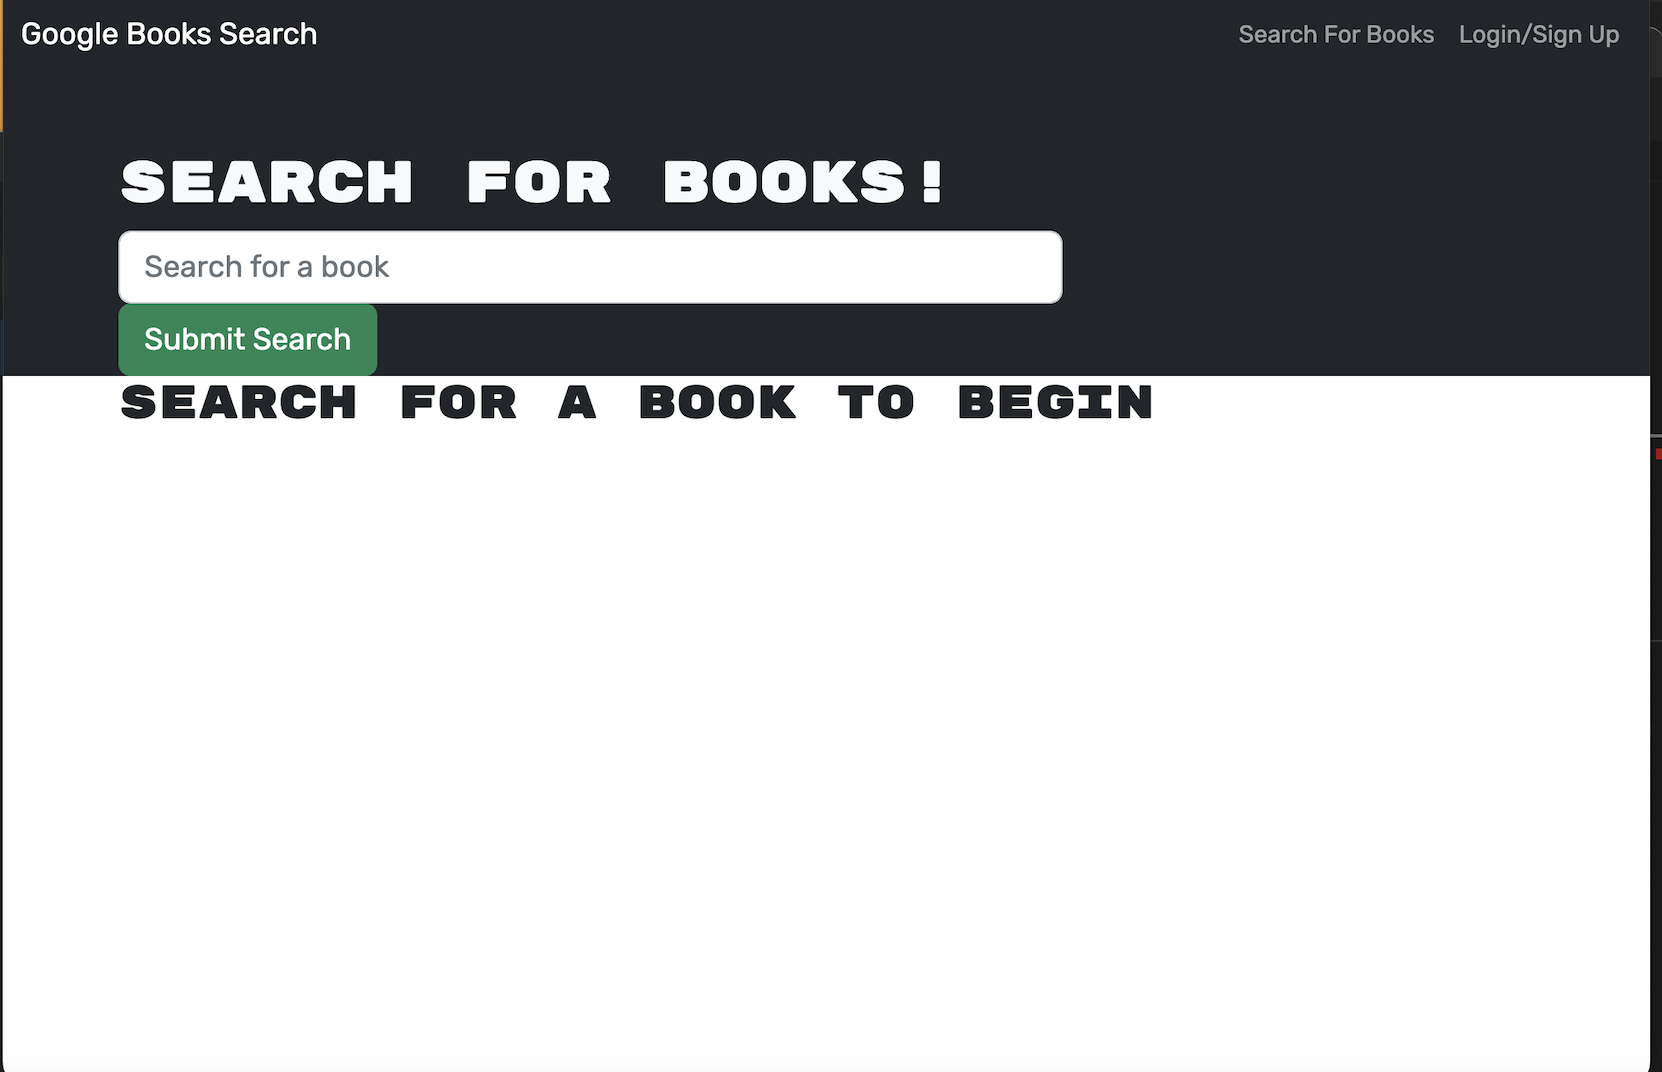 Google Books Search
Search For Books Login/Sign Up
SEARCH FOR BOOKS!
Search for a book
Submit Search
SEARCH FOR A BOOK TO BEGIN